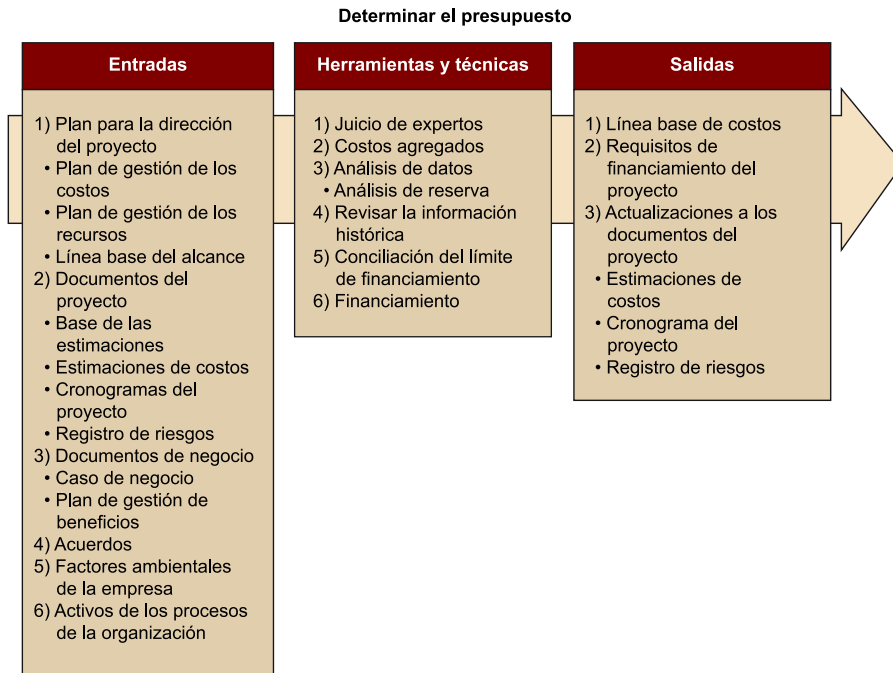 Determinar el presupuesto
Entradas
1) Plan para la dirección
del proyecto
• Plan de gestión de los
costos
• Plan de gestión de los
recursos
• Línea base del alcance
2) Documentos del
proyecto
• Base de las
estimaciones
• Estimaciones de costos
• Cronogramas del
proyecto
• Registro de riesgos
3) Documentos de negocio
• Caso de negocio
• Plan de gestión de
beneficios
4) Acuerdos
5) Factores ambientales
de la empresa
6) Activos de los procesos
de la organización
Herramientas y técnicas
1) Juicio de expertos
2) Costos agregados
3) Análisis de datos
• Análisis de reserva
4) Revisar la información
histórica
5) Conciliación del límite
de financiamiento
6) Financiamiento
Salidas
1) Línea base de costos
2) Requisitos de
financiamiento del
proyecto
3) Actualizaciones a los
documentos del
proyecto
• Estimaciones de
costos
• Cronograma del
proyecto
• Registro de riesgos